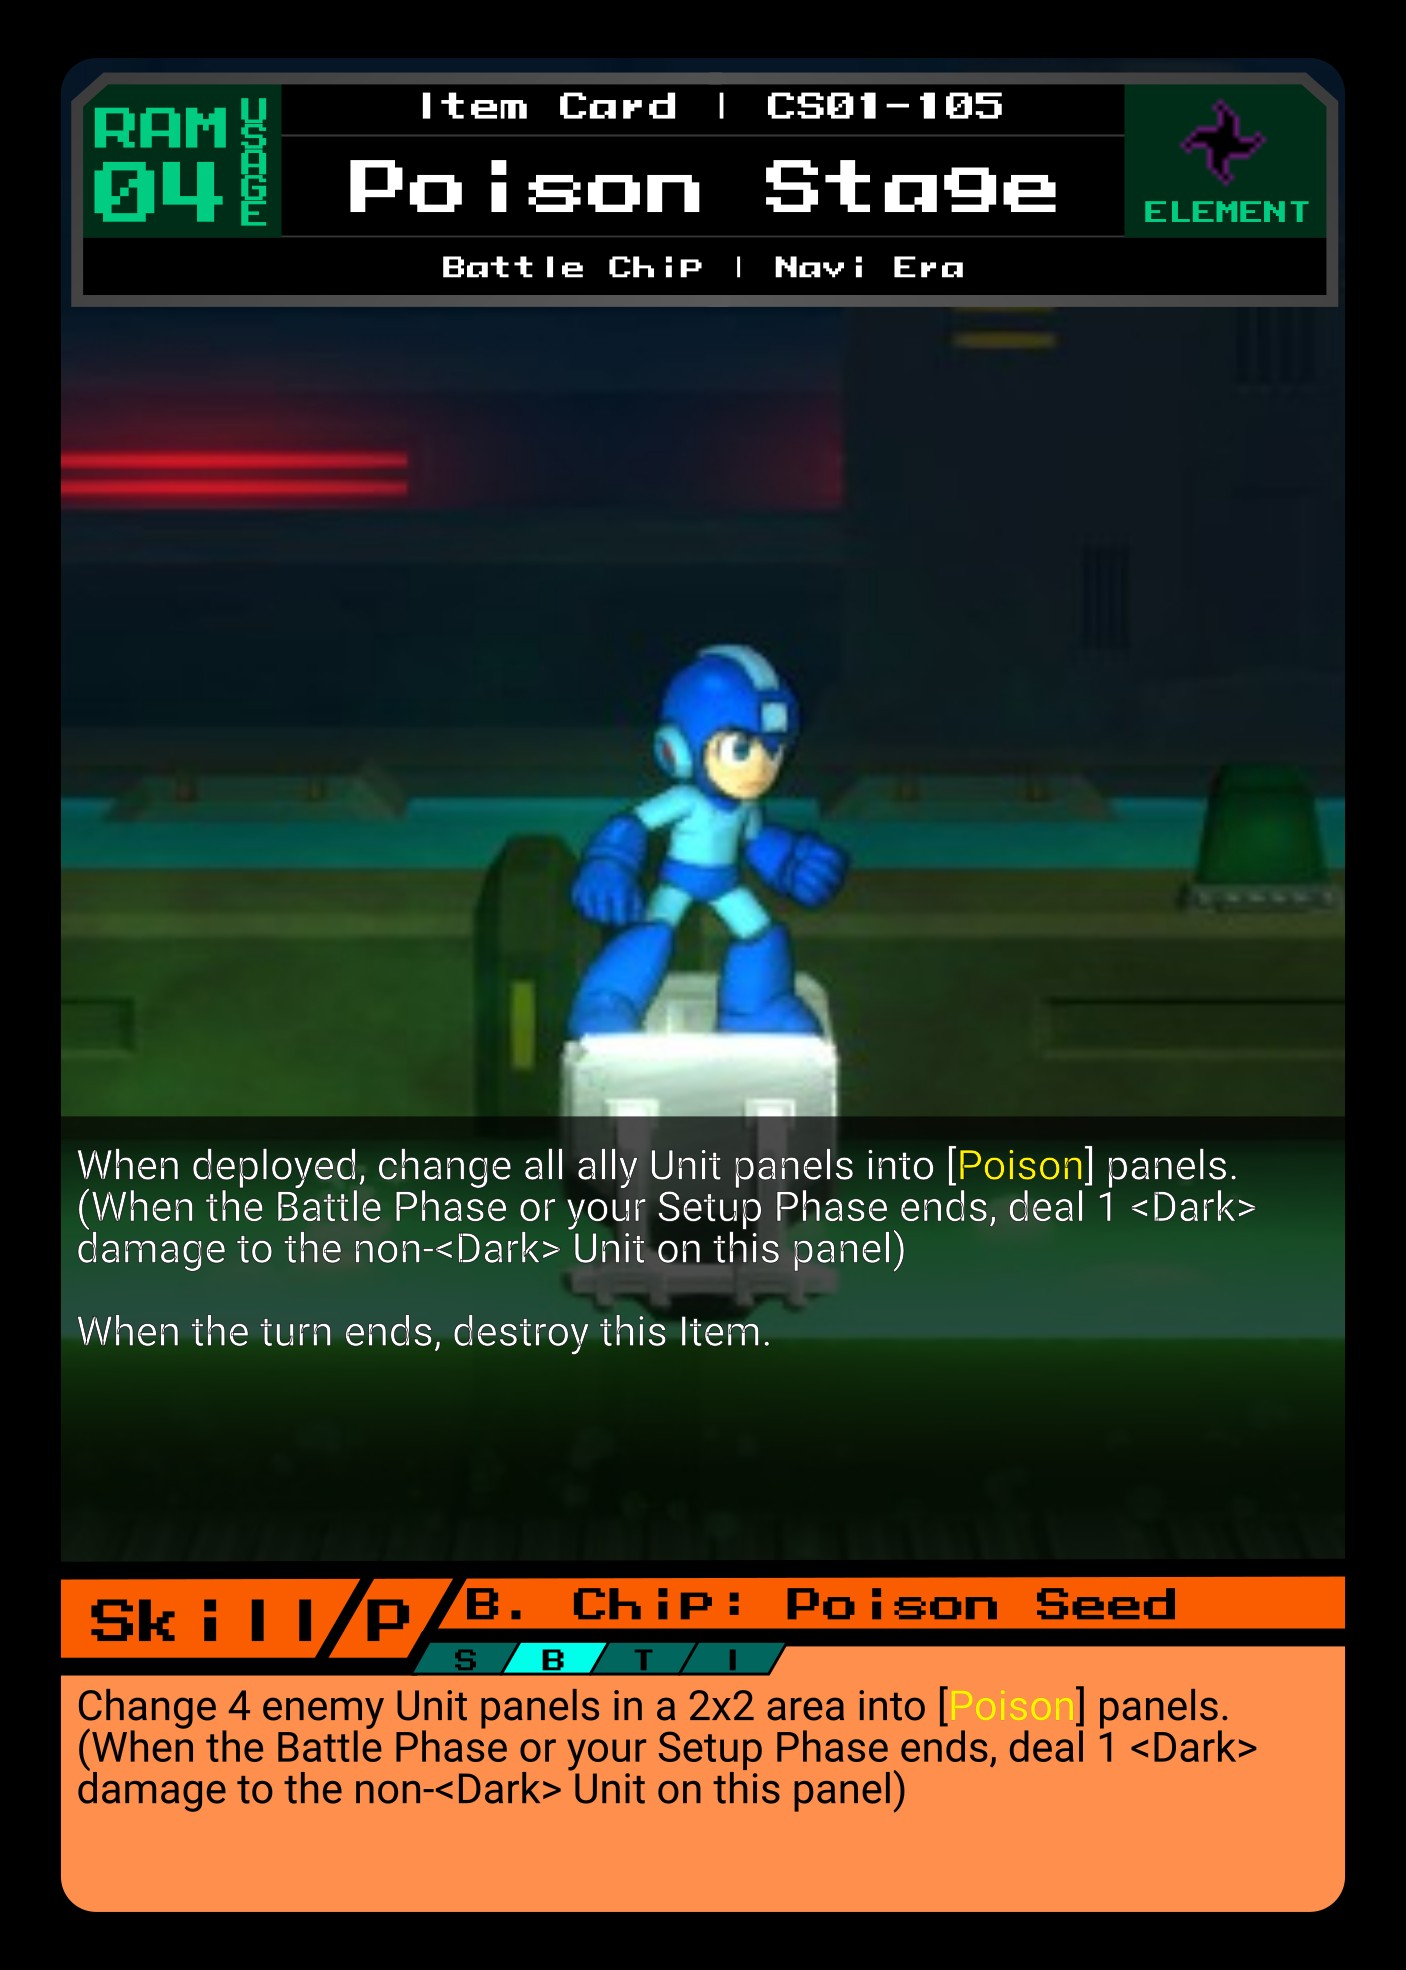 RAM
04
USAGE
Item Card | CS01-105
Poison Stage
ELEMENT
Battle Chip | Navi Era
When deployed, change all ally Unit panels into [Poison] panels.
(When the Battle Phase or your Setup Phase ends, deal 1 <Dark>
damage to the non-<Dark> Unit on this panel)
When the turn ends, destroy this Item.
Skill/P/B. Chip: Poison Seed
S B T I
Change 4 enemy Unit panels in a 2x2 area into [Poison] panels.
(When the Battle Phase or your Setup Phase ends, deal 1 <Dark>
damage to the non-<Dark> Unit on this panel)